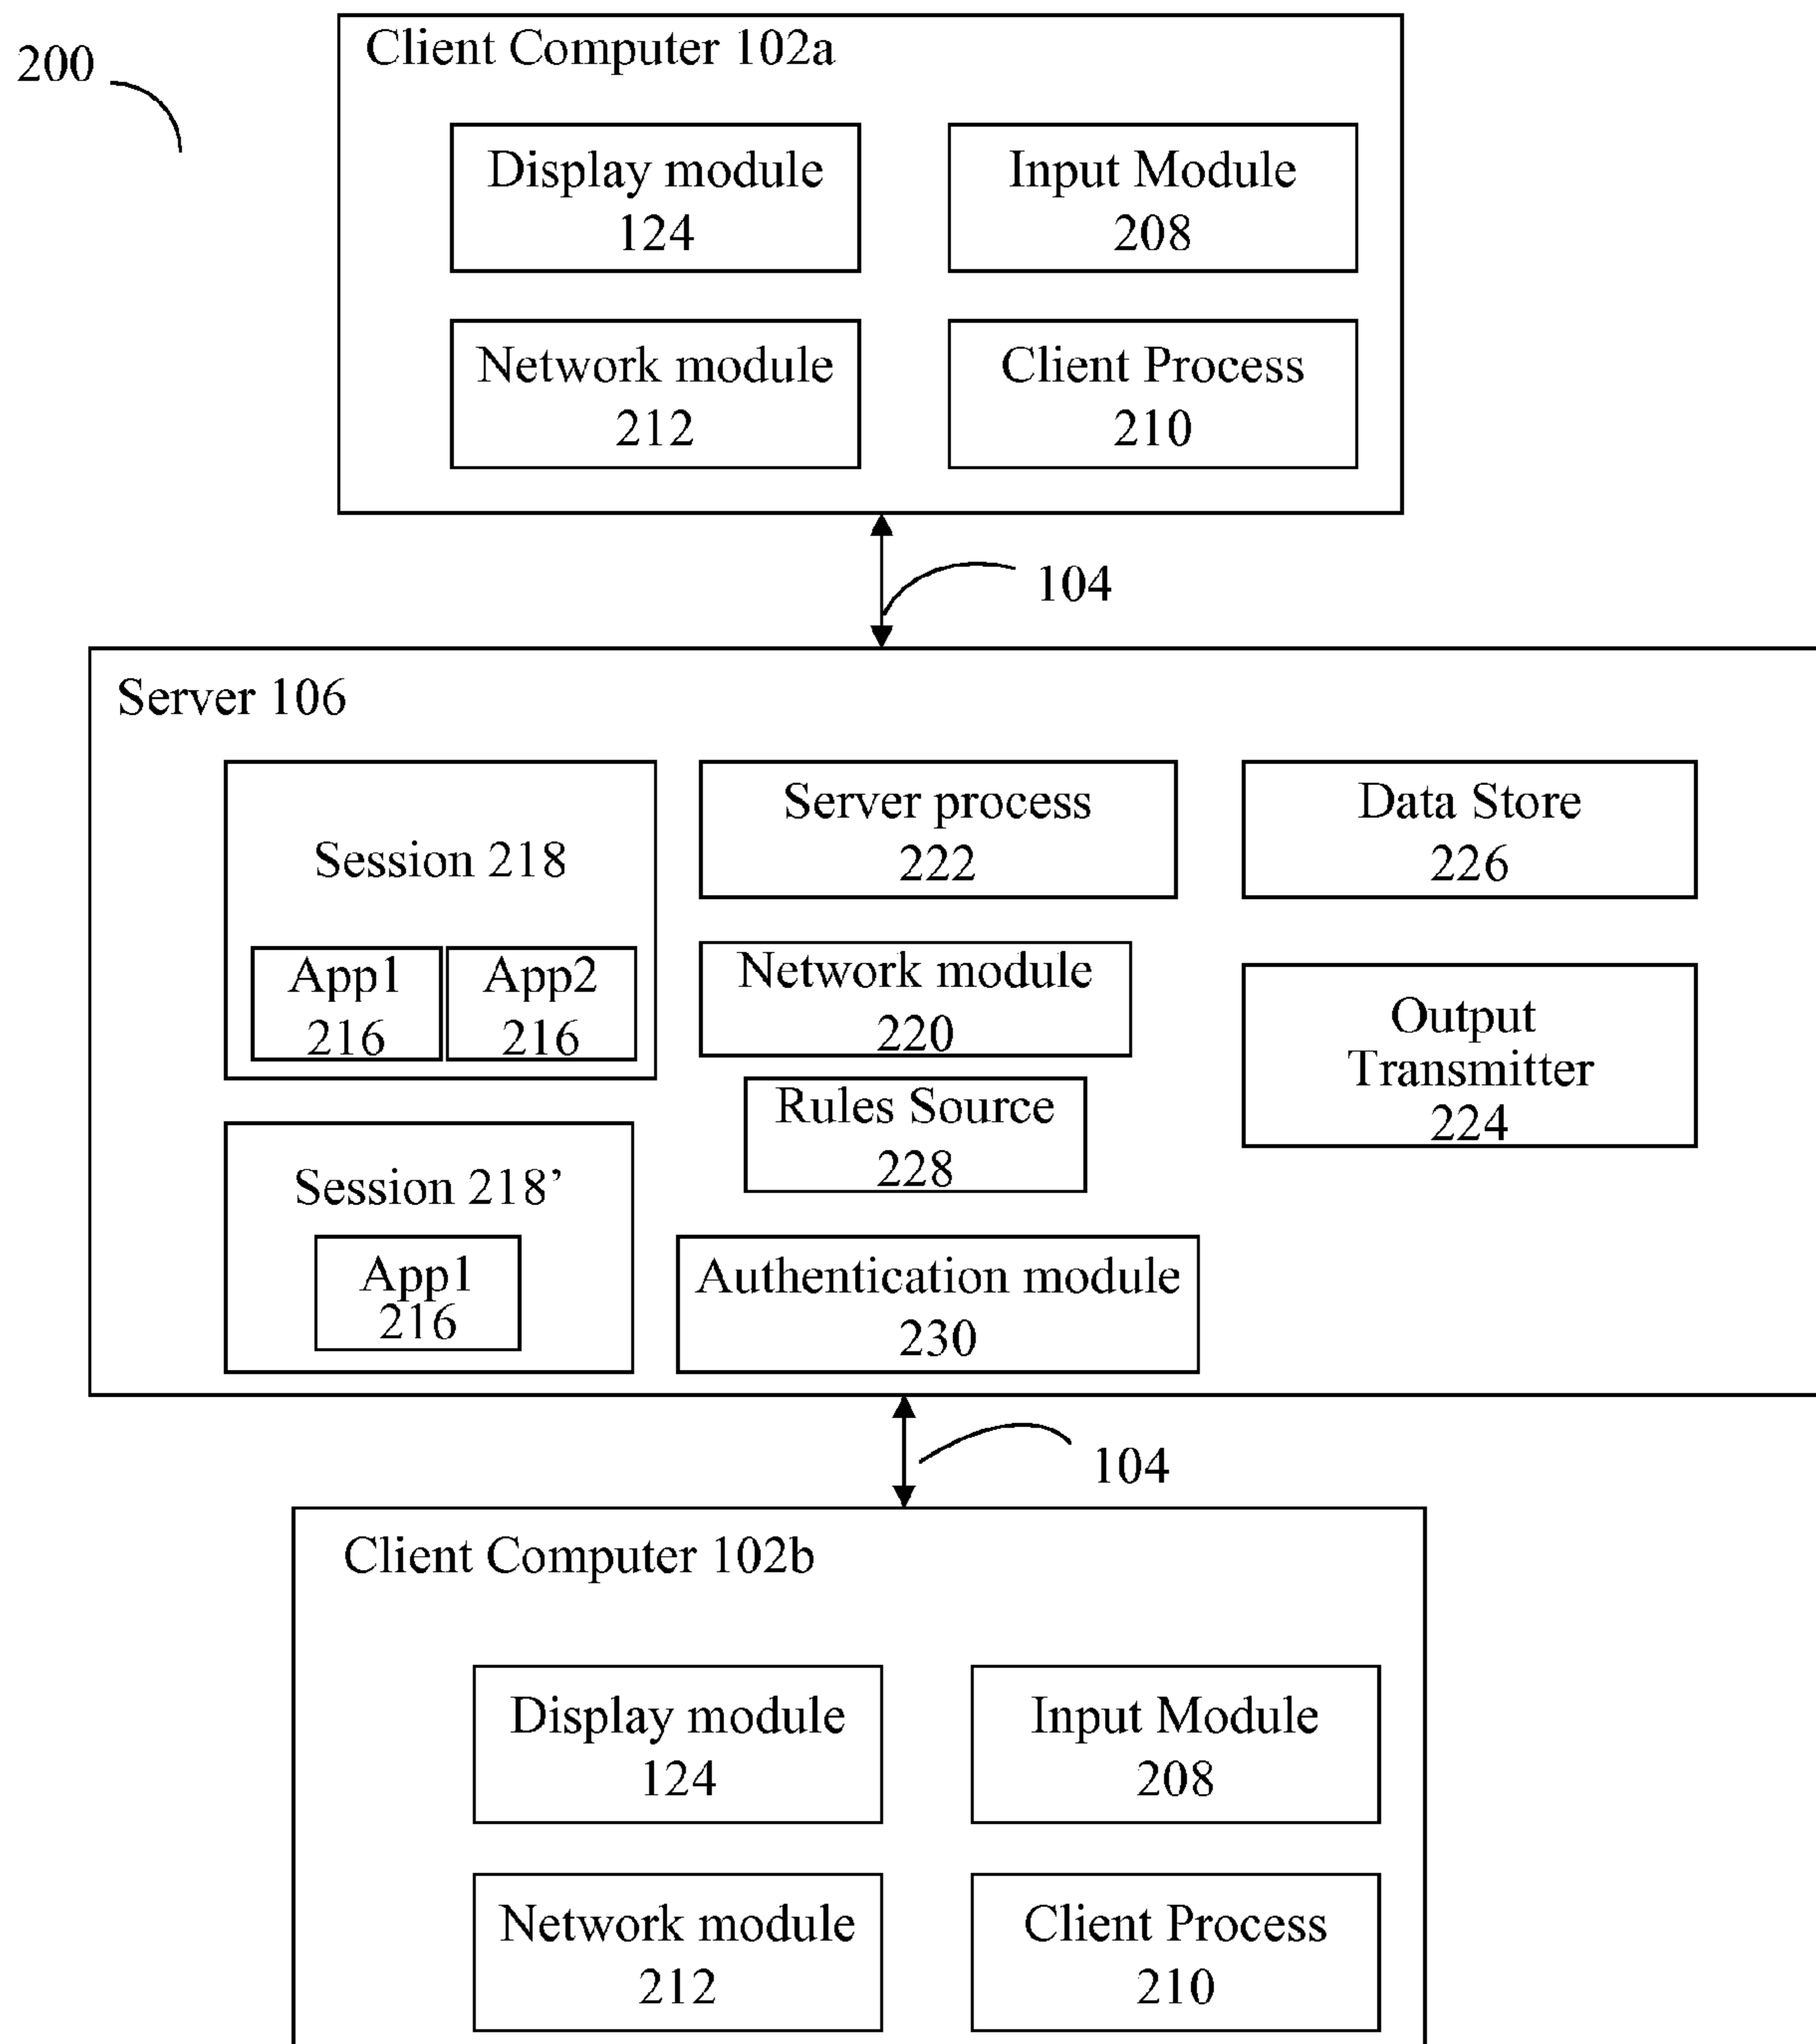 200
Client Computer 102a
Display module
124
Input Module
208
Network module
212
Client Process
210
104
Server 106
Session 218
App1
216
App2
216
Server process
222
Data Store
226
Network module
220
Output
Transmitter
224
Rules Source
228
Session 218’
App1
216
Authentication module
230
104
Client Computer 102b
Display module
124
Input Module
208
Network module
212
Client Process
210